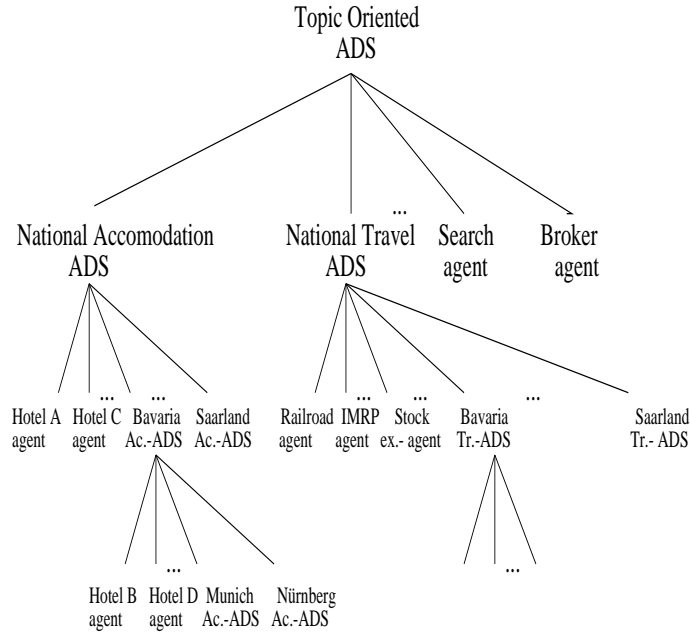 Topic Oriented
ADS
...
National Accomodation National Travel Search Broker
ADS ADS agent agent
... ... ... ... ...
Hotel A Hotel C Bavaria Saarland Railroad IMRP Stock Bavaria Saarland
agent agent Ac.-ADS Ac.-ADS agent agent ex.- agent Tr.-ADS Tr.- ADS
... ...
Hotel B Hotel D Munich Nürnberg
agent agent Ac.-ADS Ac.-ADS